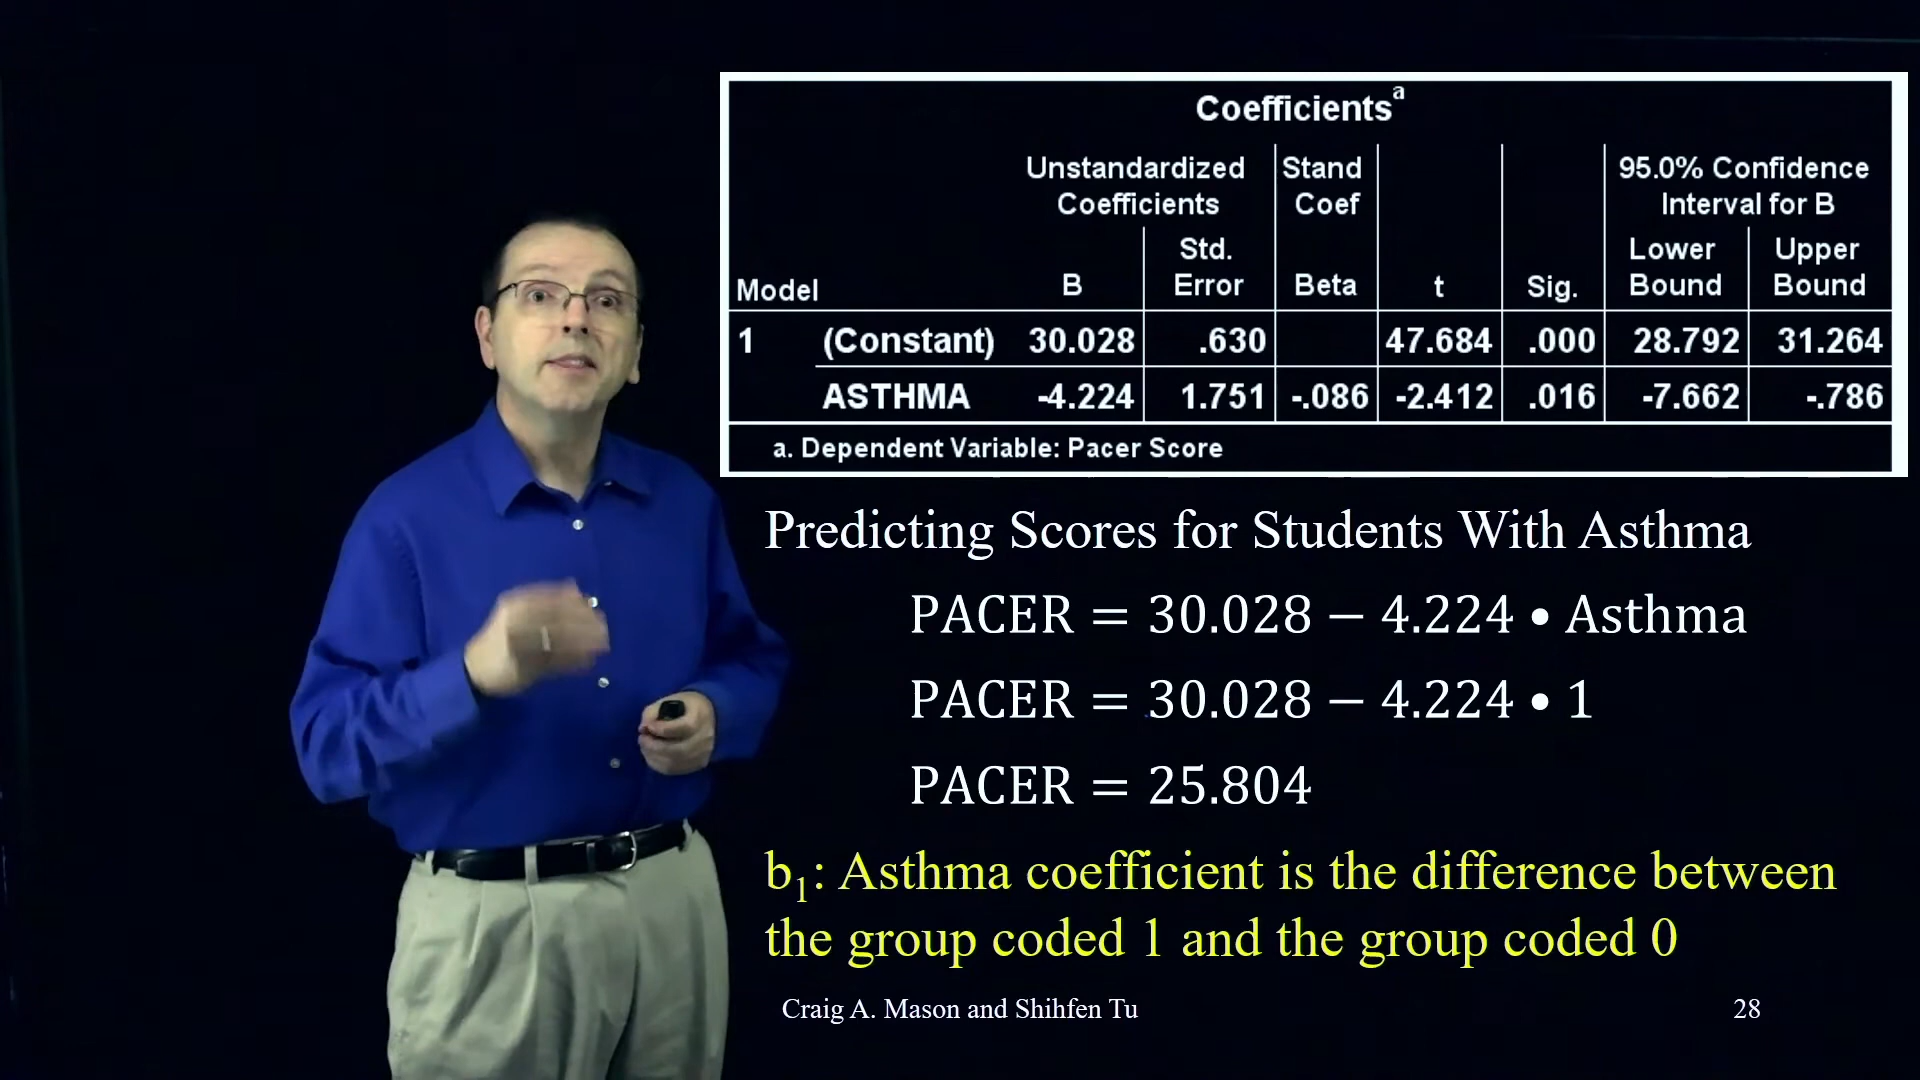 Coefficientsᵃ
Unstandardized Coefficients
Stand Coef
95.0% Confidence Interval for B
Model
B
Std. Error
Beta
t
Sig.
Lower Bound
Upper Bound
1 (Constant) 30.028 .630 47.684 .000 28.792 31.264
ASTHMA -4.224 1.751 -.086 -2.412 .016 -7.662 -.786
a. Dependent Variable: Pacer Score
Predicting Scores for Students With Asthma
PACER = 30.028 − 4.224 • Asthma
PACER = 30.028 − 4.224 • 1
PACER = 25.804
b₁: Asthma coefficient is the difference between
the group coded 1 and the group coded 0
Craig A. Mason and Shihfen Tu
28